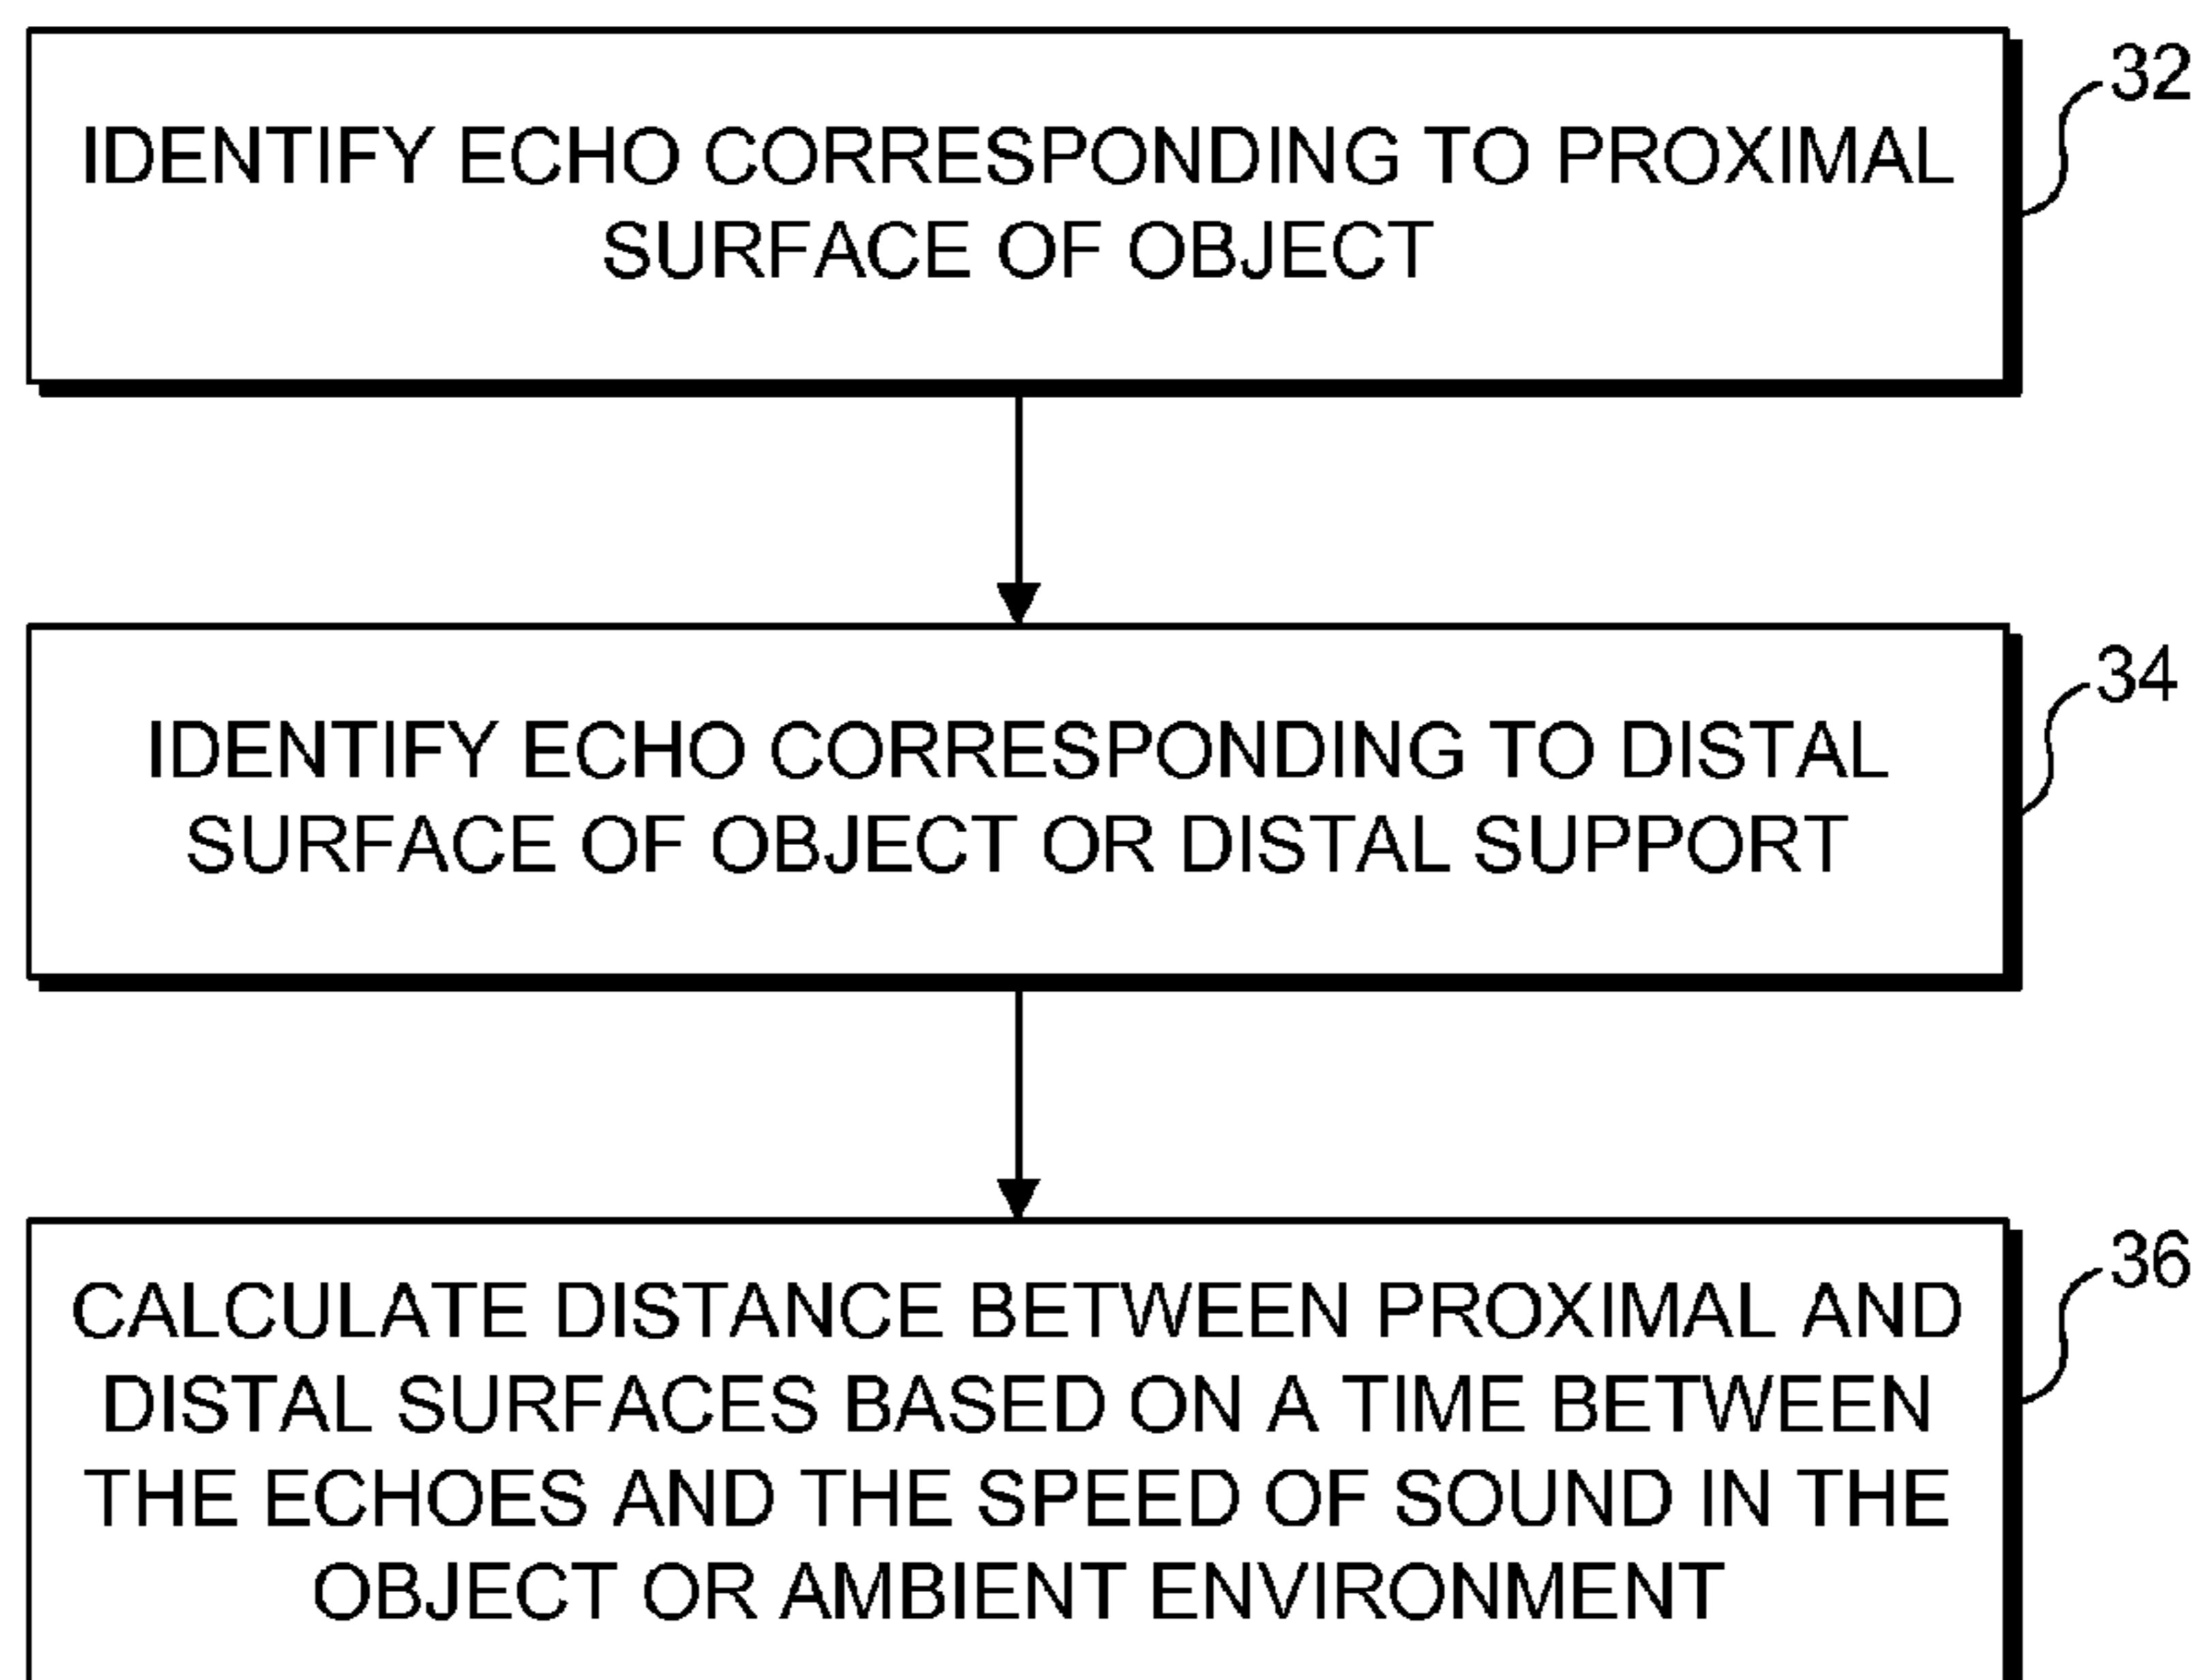 32
IDENTIFY ECHO CORRESPONDING TO PROXIMAL
SURFACE OF OBJECT
34
IDENTIFY ECHO CORRESPONDING TO DISTAL
SURFACE OF OBJECT OR DISTAL SUPPORT
36
CALCULATE DISTANCE BETWEEN PROXIMAL AND
DISTAL SURFACES BASED ON A TIME BETWEEN
THE ECHOES AND THE SPEED OF SOUND IN THE
OBJECT OR AMBIENT ENVIRONMENT